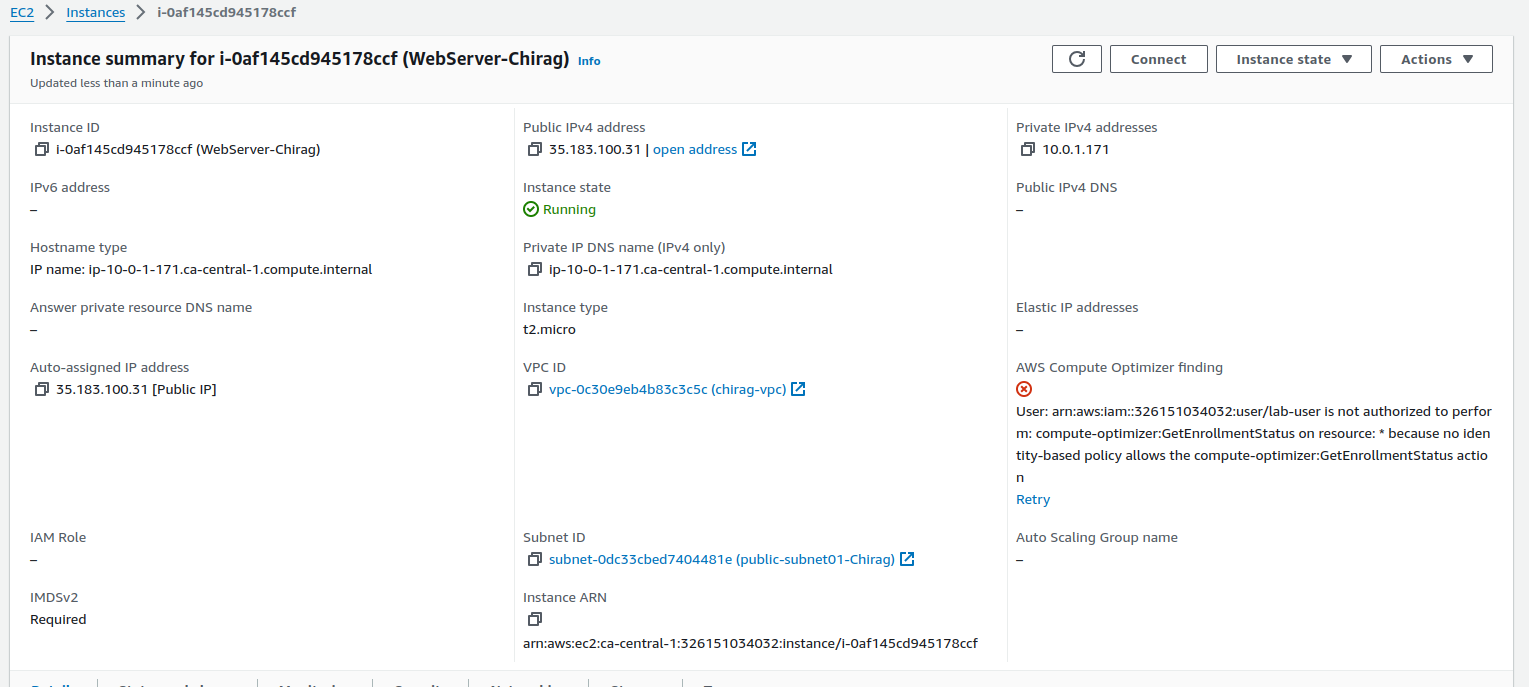 EC2 > Instances > i-0af145cd945178ccf
Instance summary for i-0af145cd945178ccf (WebServer-Chirag) Info
Updated less than a minute ago
Connect
Instance state
Actions
Instance ID
i-0af145cd945178ccf (WebServer-Chirag)
Public IPv4 address
35.183.100.31 | open address
Private IPv4 addresses
10.0.1.171
IPv6 address
–
Instance state
Running
Public IPv4 DNS
–
Hostname type
IP name: ip-10-0-1-171.ca-central-1.compute.internal
Private IP DNS name (IPv4 only)
ip-10-0-1-171.ca-central-1.compute.internal
Answer private resource DNS name
–
Instance type
t2.micro
Elastic IP addresses
–
Auto-assigned IP address
35.183.100.31 [Public IP]
VPC ID
vpc-0c30e9eb4b83c3c5c (chirag-vpc)
AWS Compute Optimizer finding
User: arn:aws:iam::326151034032:user/lab-user is not authorized to perfor
m: compute-optimizer:GetEnrollmentStatus on resource: * because no iden
tity-based policy allows the compute-optimizer:GetEnrollmentStatus actio
n
Retry
IAM Role
–
Subnet ID
subnet-0dc33cbed7404481e (public-subnet01-Chirag)
Auto Scaling Group name
–
IMDSv2
Required
Instance ARN
arn:aws:ec2:ca-central-1:326151034032:instance/i-0af145cd945178ccf